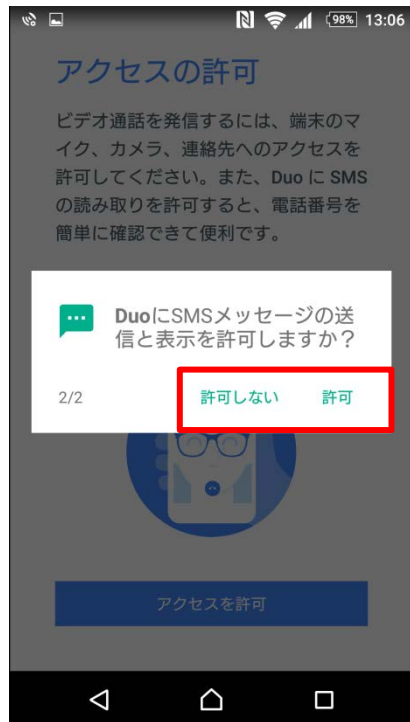 98% 13:06
アクセスの許可
ビデオ通話を発信するには、端末のマ
イク、カメラ、連絡先へのアクセスを
許可してください。また、Duo に SMS
の読み取りを許可すると、電話番号を
簡単に確認できて便利です。
DuoにSMSメッセージの送
信と表示を許可しますか？
2/2 許可しない 許可
アクセスを許可